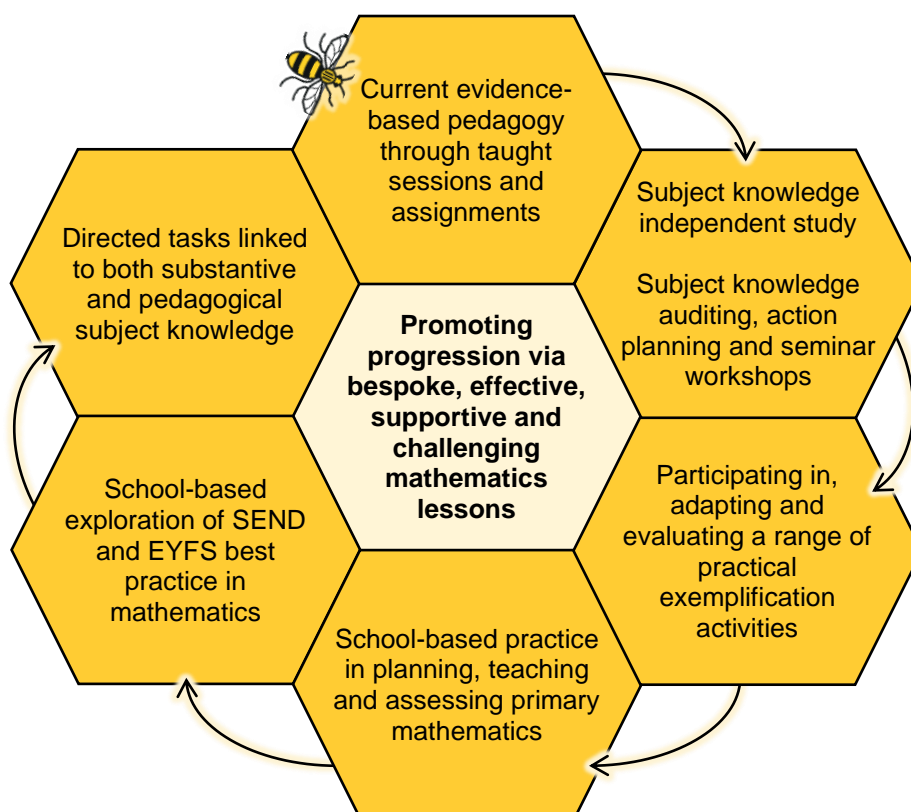 Current evidence-
based pedagogy
through taught
sessions and
assignments
Subject knowledge
independent study
Subject knowledge
auditing, action
planning and seminar
workshops
Participating in,
adapting and
evaluating a range of
practical
exemplification
activities
School-based practice
in planning, teaching
and assessing primary
mathematics
School-based
exploration of SEND
and EYFS best
practice in
mathematics
Directed tasks linked
to both substantive
and pedagogical
subject knowledge
Promoting
progression via
bespoke, effective,
supportive and
challenging
mathematics
lessons